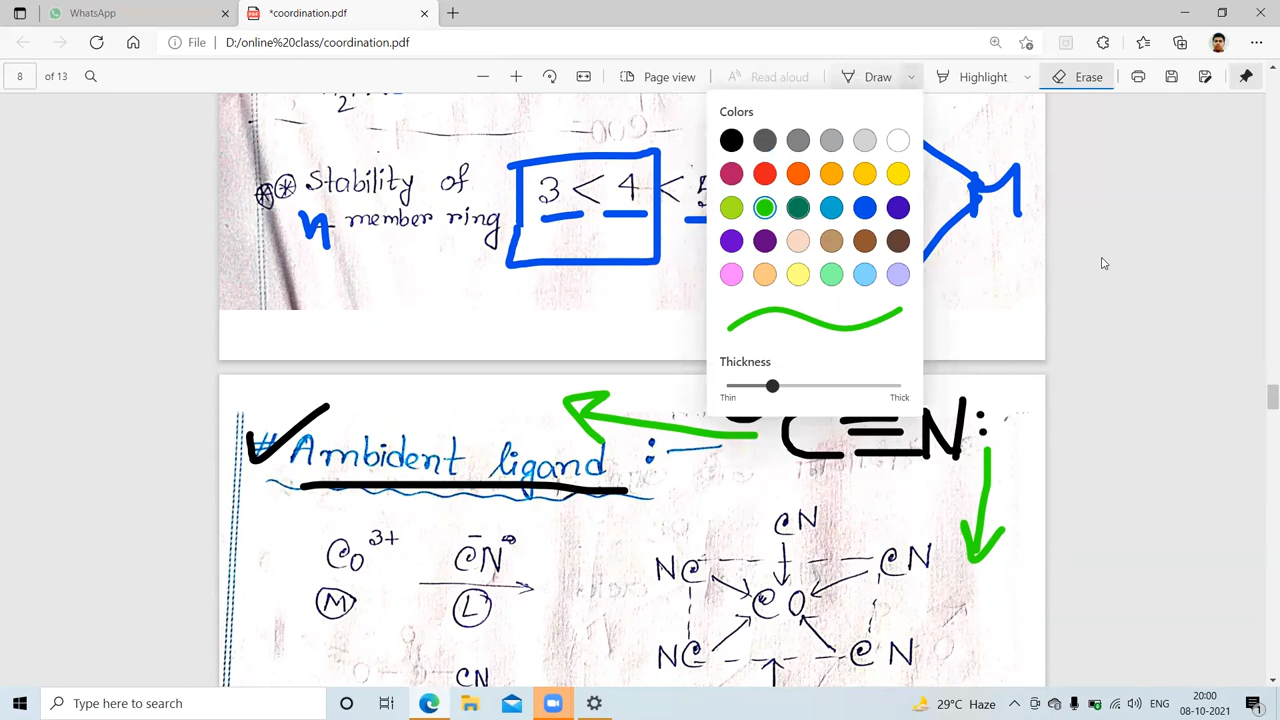 WhatsApp
*coordination.pdf
File D:/online%20class/coordination.pdf
8 of 13
Page view
Read aloud
Draw
Highlight
Erase
Colors
Thickness
Thin Thick
2
Stability of
n member ring
3 < 4 <
# Ambident ligand :-
C≡N:
Co3+ CN
M L
CN
NC CN
CO
NC CN
CN
Type here to search
29°C Haze
ENG
20:00
08-10-2021
1